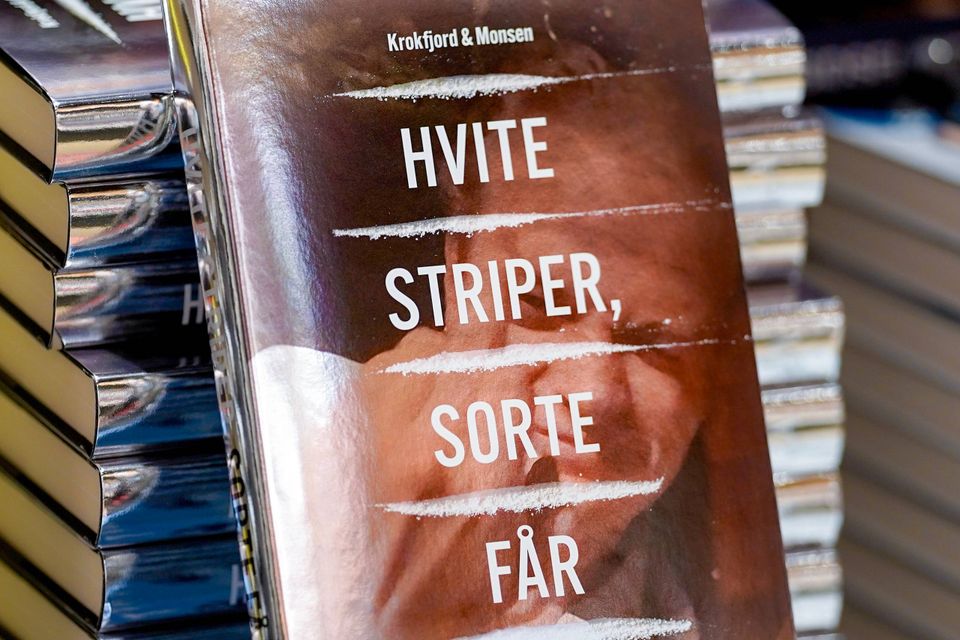 Krokfjord & Monsen
HVITE
STRIPER,
SORTE
FÅR